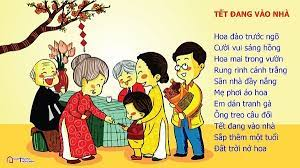 TẾT ĐANG VÀO NHÀ
Hoa đào trước ngõ
Cười vui sáng hồng
Hoa mai trong vườn
Rung rinh cánh trắng
Sân nhà đầy nắng
Mẹ phơi áo hoa
Em dán tranh gà
Ông treo câu đối
Tết đang vào nhà
Sắp thêm một tuổi
Đất trời nở hoa